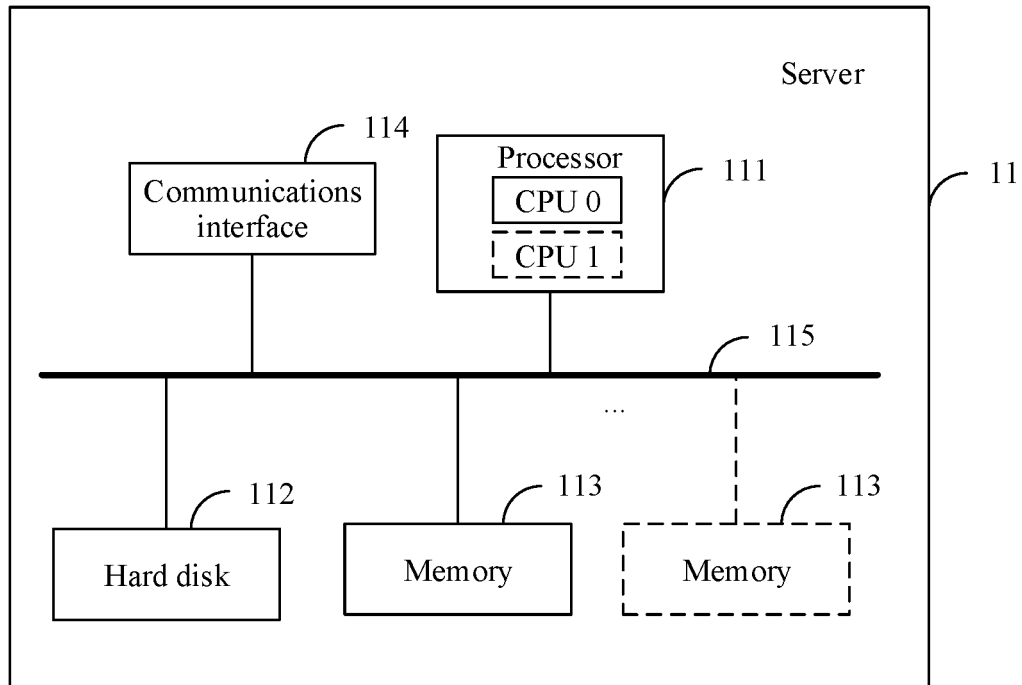 Server
114
Communications
interface
Processor
CPU 0
CPU 1
111
11
115
...
112
Hard disk
113
Memory
113
Memory